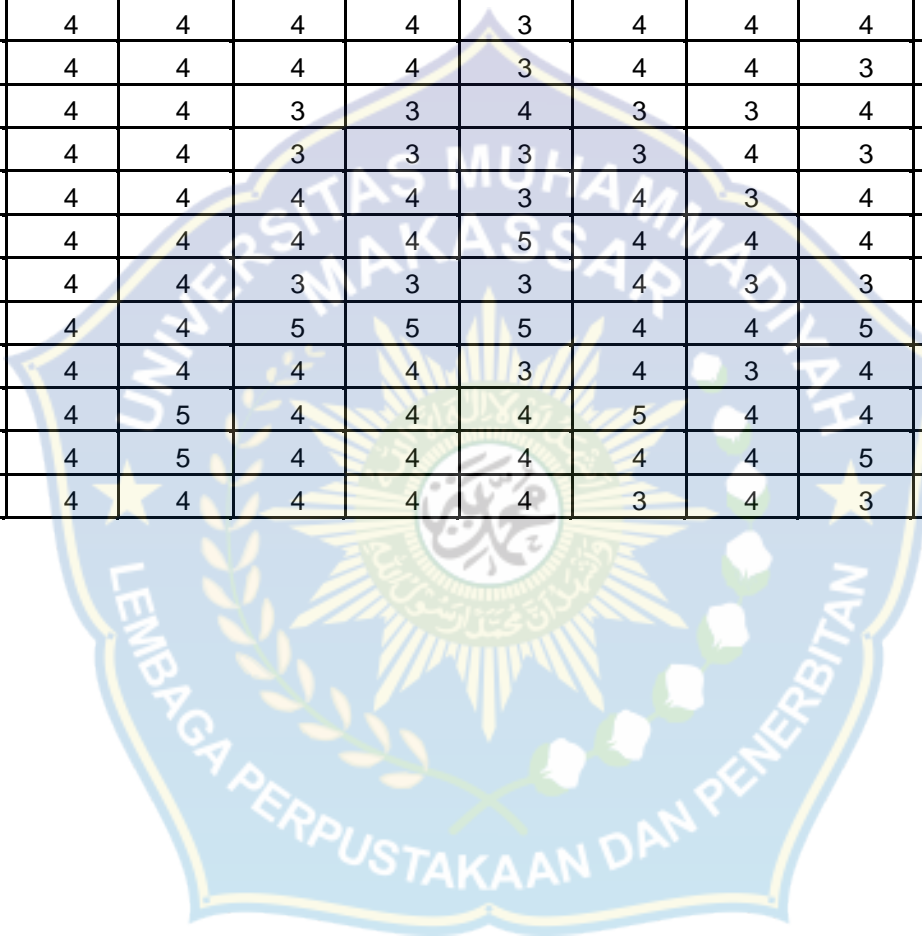 4 4 4 4 3 4 4 4
4 4 4 4 3 4 4 3
4 4 3 3 4 3 3 4
4 4 3 3 3 3 4 3
4 4 4 4 3 4 3 4
4 4 4 4 5 4 4 4
4 4 3 3 3 4 3 3
4 4 5 5 5 4 4 5
4 4 4 4 3 4 3 4
4 5 4 4 4 5 4 4
4 5 4 4 4 4 4 5
4 4 4 4 4 3 4 3
UNIVERSITAS MUHAMMADIYAH
MAKASSAR
LEMBAGA PERPUSTAKAAN DAN PENERBITAN